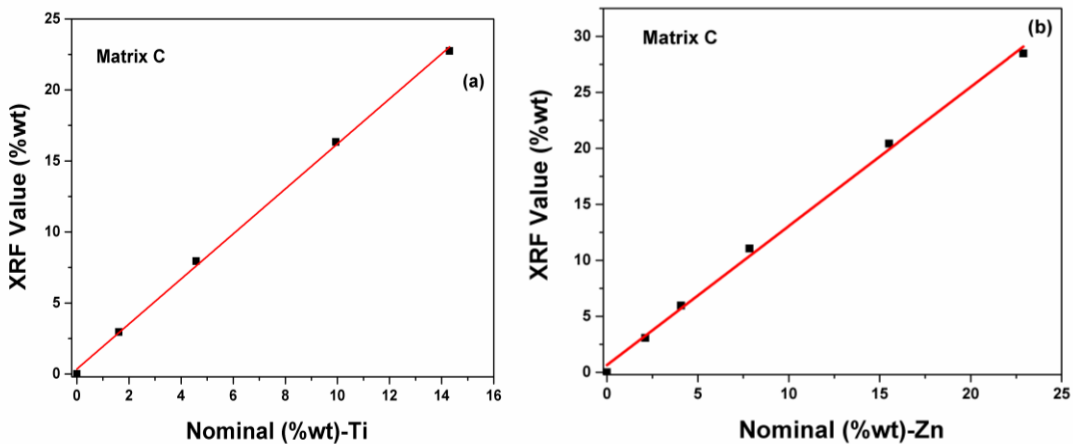 25
20
15
10
5
0
XRF Value (%wt)
Matrix C
(a)
0 2 4 6 8 10 12 14 16
Nominal (%wt)-Ti
30
25
20
15
10
5
0
XRF Value (%wt)
Matrix C
(b)
0 5 10 15 20 25
Nominal (%wt)-Zn